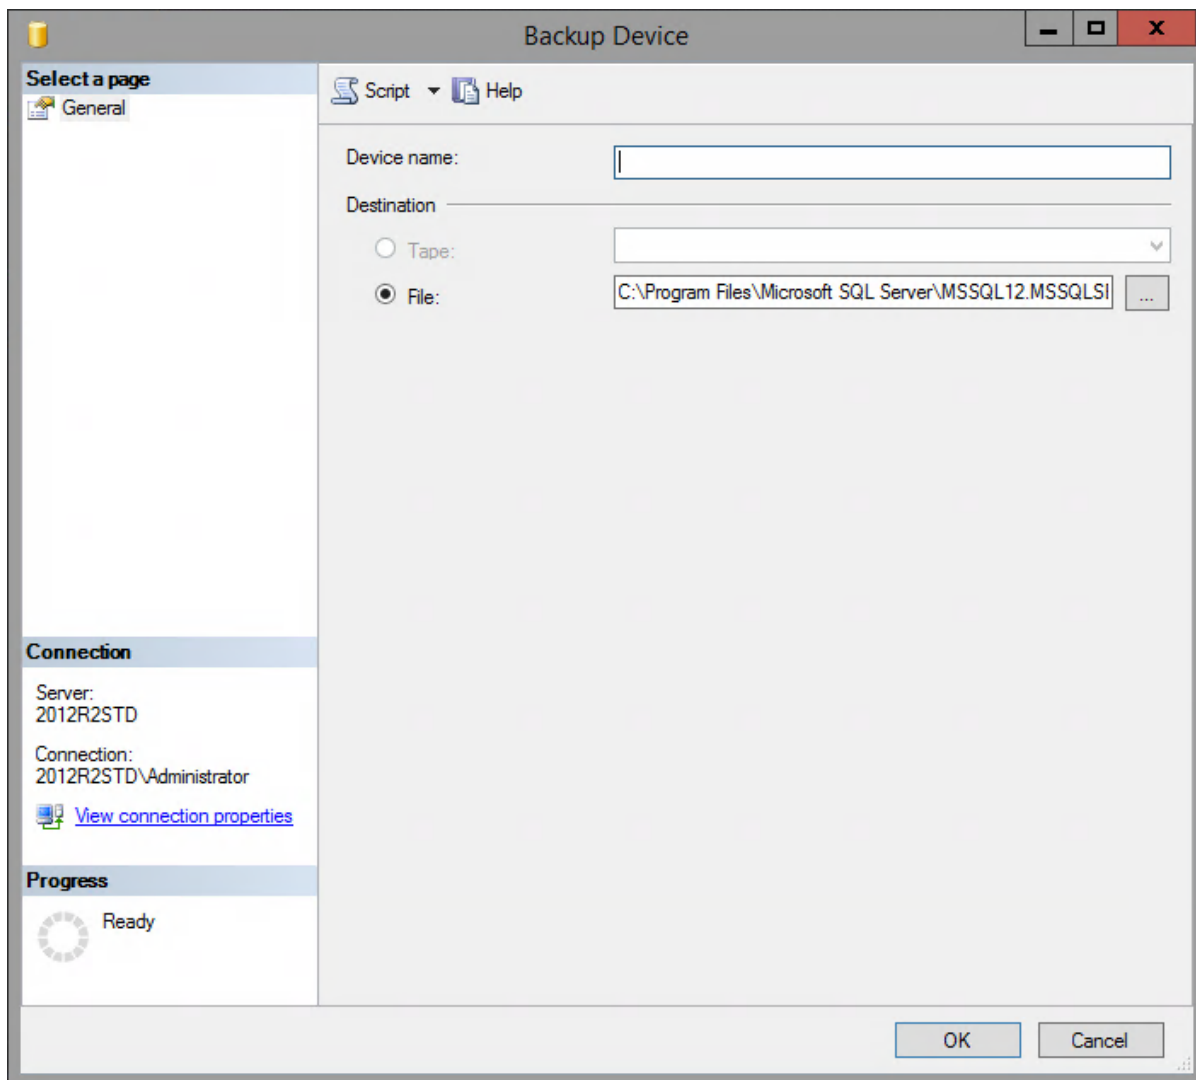 Backup Device
Select a page
General
Script
Help
Device name:
Destination
Tape:
File:
C:\Program Files\Microsoft SQL Server\MSSQL12.MSSQLSI
...
Connection
Server:
2012R2STD
Connection:
2012R2STD\Administrator
View connection properties
Progress
Ready
OK
Cancel